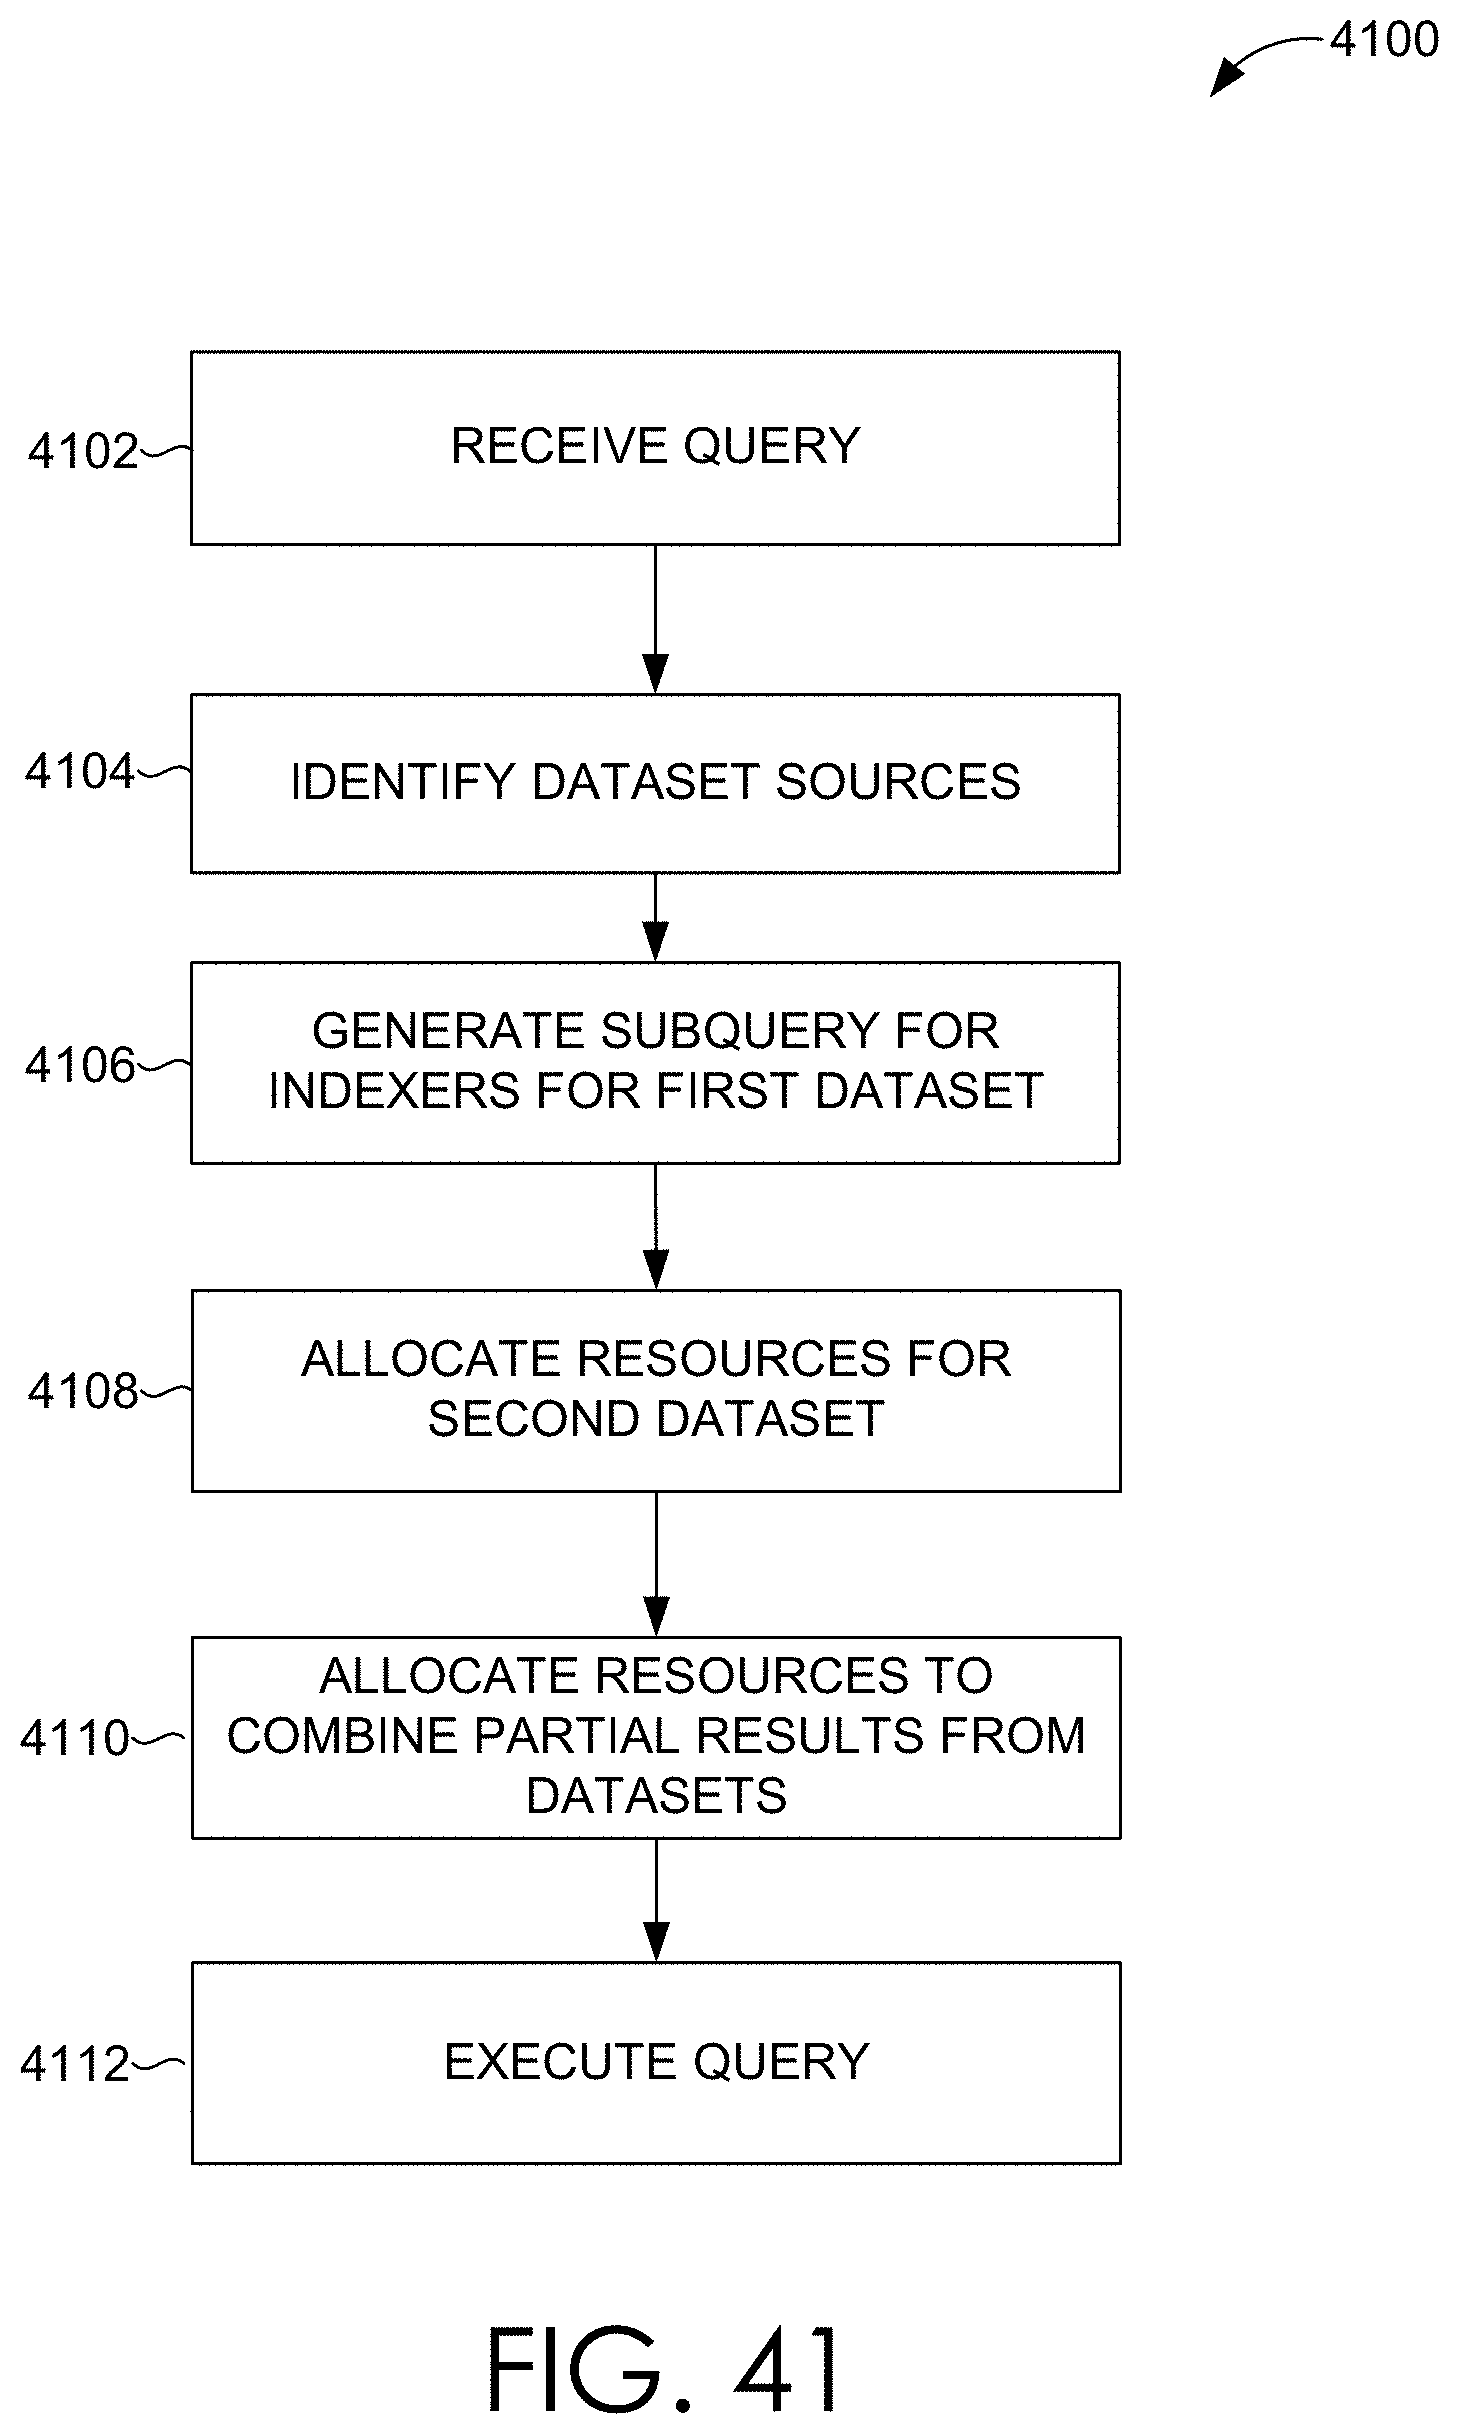 4100
4102
RECEIVE QUERY
4104
IDENTIFY DATASET SOURCES
4106
GENERATE SUBQUERY FOR
INDEXERS FOR FIRST DATASET
4108
ALLOCATE RESOURCES FOR
SECOND DATASET
4110
ALLOCATE RESOURCES TO
COMBINE PARTIAL RESULTS FROM
DATASETS
4112
EXECUTE QUERY
FIG. 41